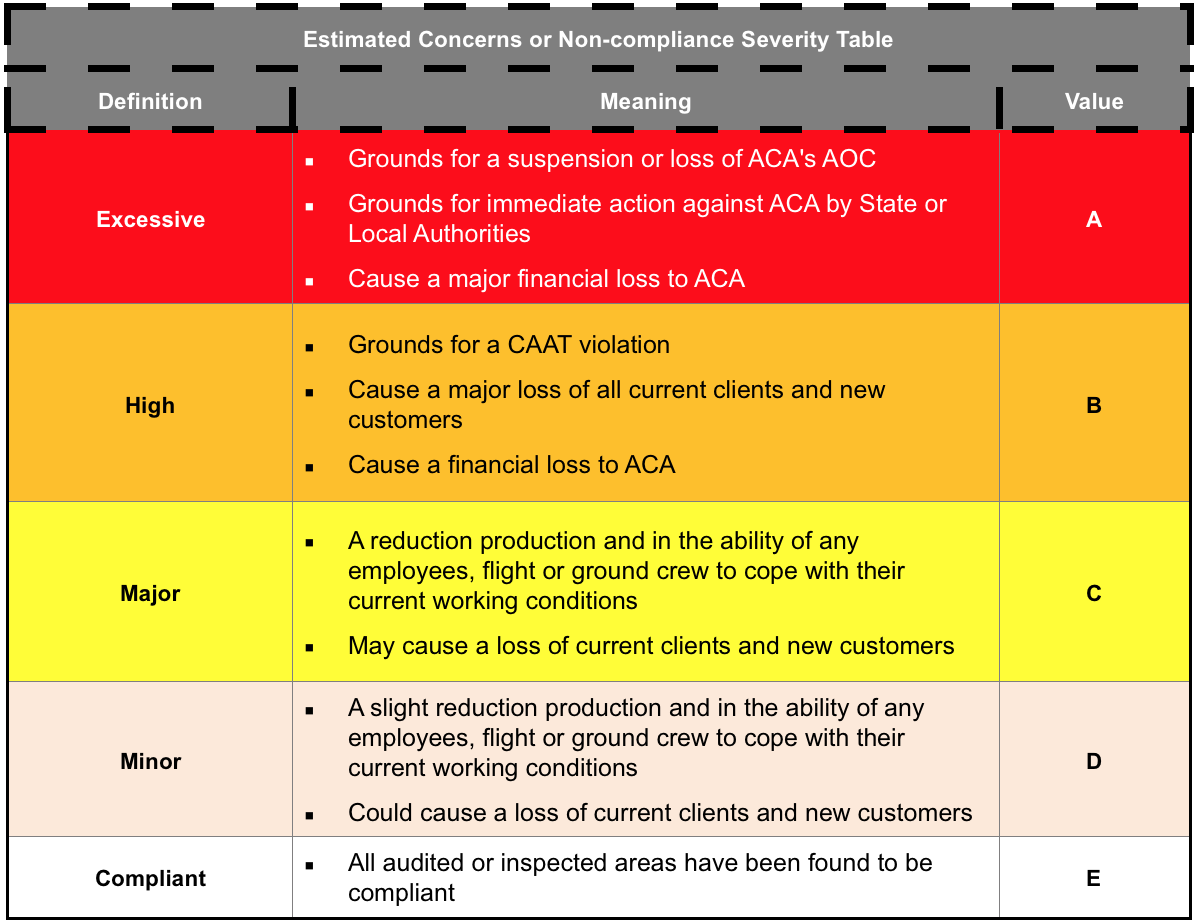 Estimated Concerns or Non-compliance Severity Table
Definition Meaning Value
Excessive
▪ Grounds for a suspension or loss of ACA's AOC
▪ Grounds for immediate action against ACA by State or
Local Authorities
▪ Cause a major financial loss to ACA
A
High
▪ Grounds for a CAAT violation
▪ Cause a major loss of all current clients and new
customers
▪ Cause a financial loss to ACA
B
Major
▪ A reduction production and in the ability of any
employees, flight or ground crew to cope with their
current working conditions
▪ May cause a loss of current clients and new customers
C
Minor
▪ A slight reduction production and in the ability of any
employees, flight or ground crew to cope with their
current working conditions
▪ Could cause a loss of current clients and new customers
D
Compliant
▪ All audited or inspected areas have been found to be
compliant
E